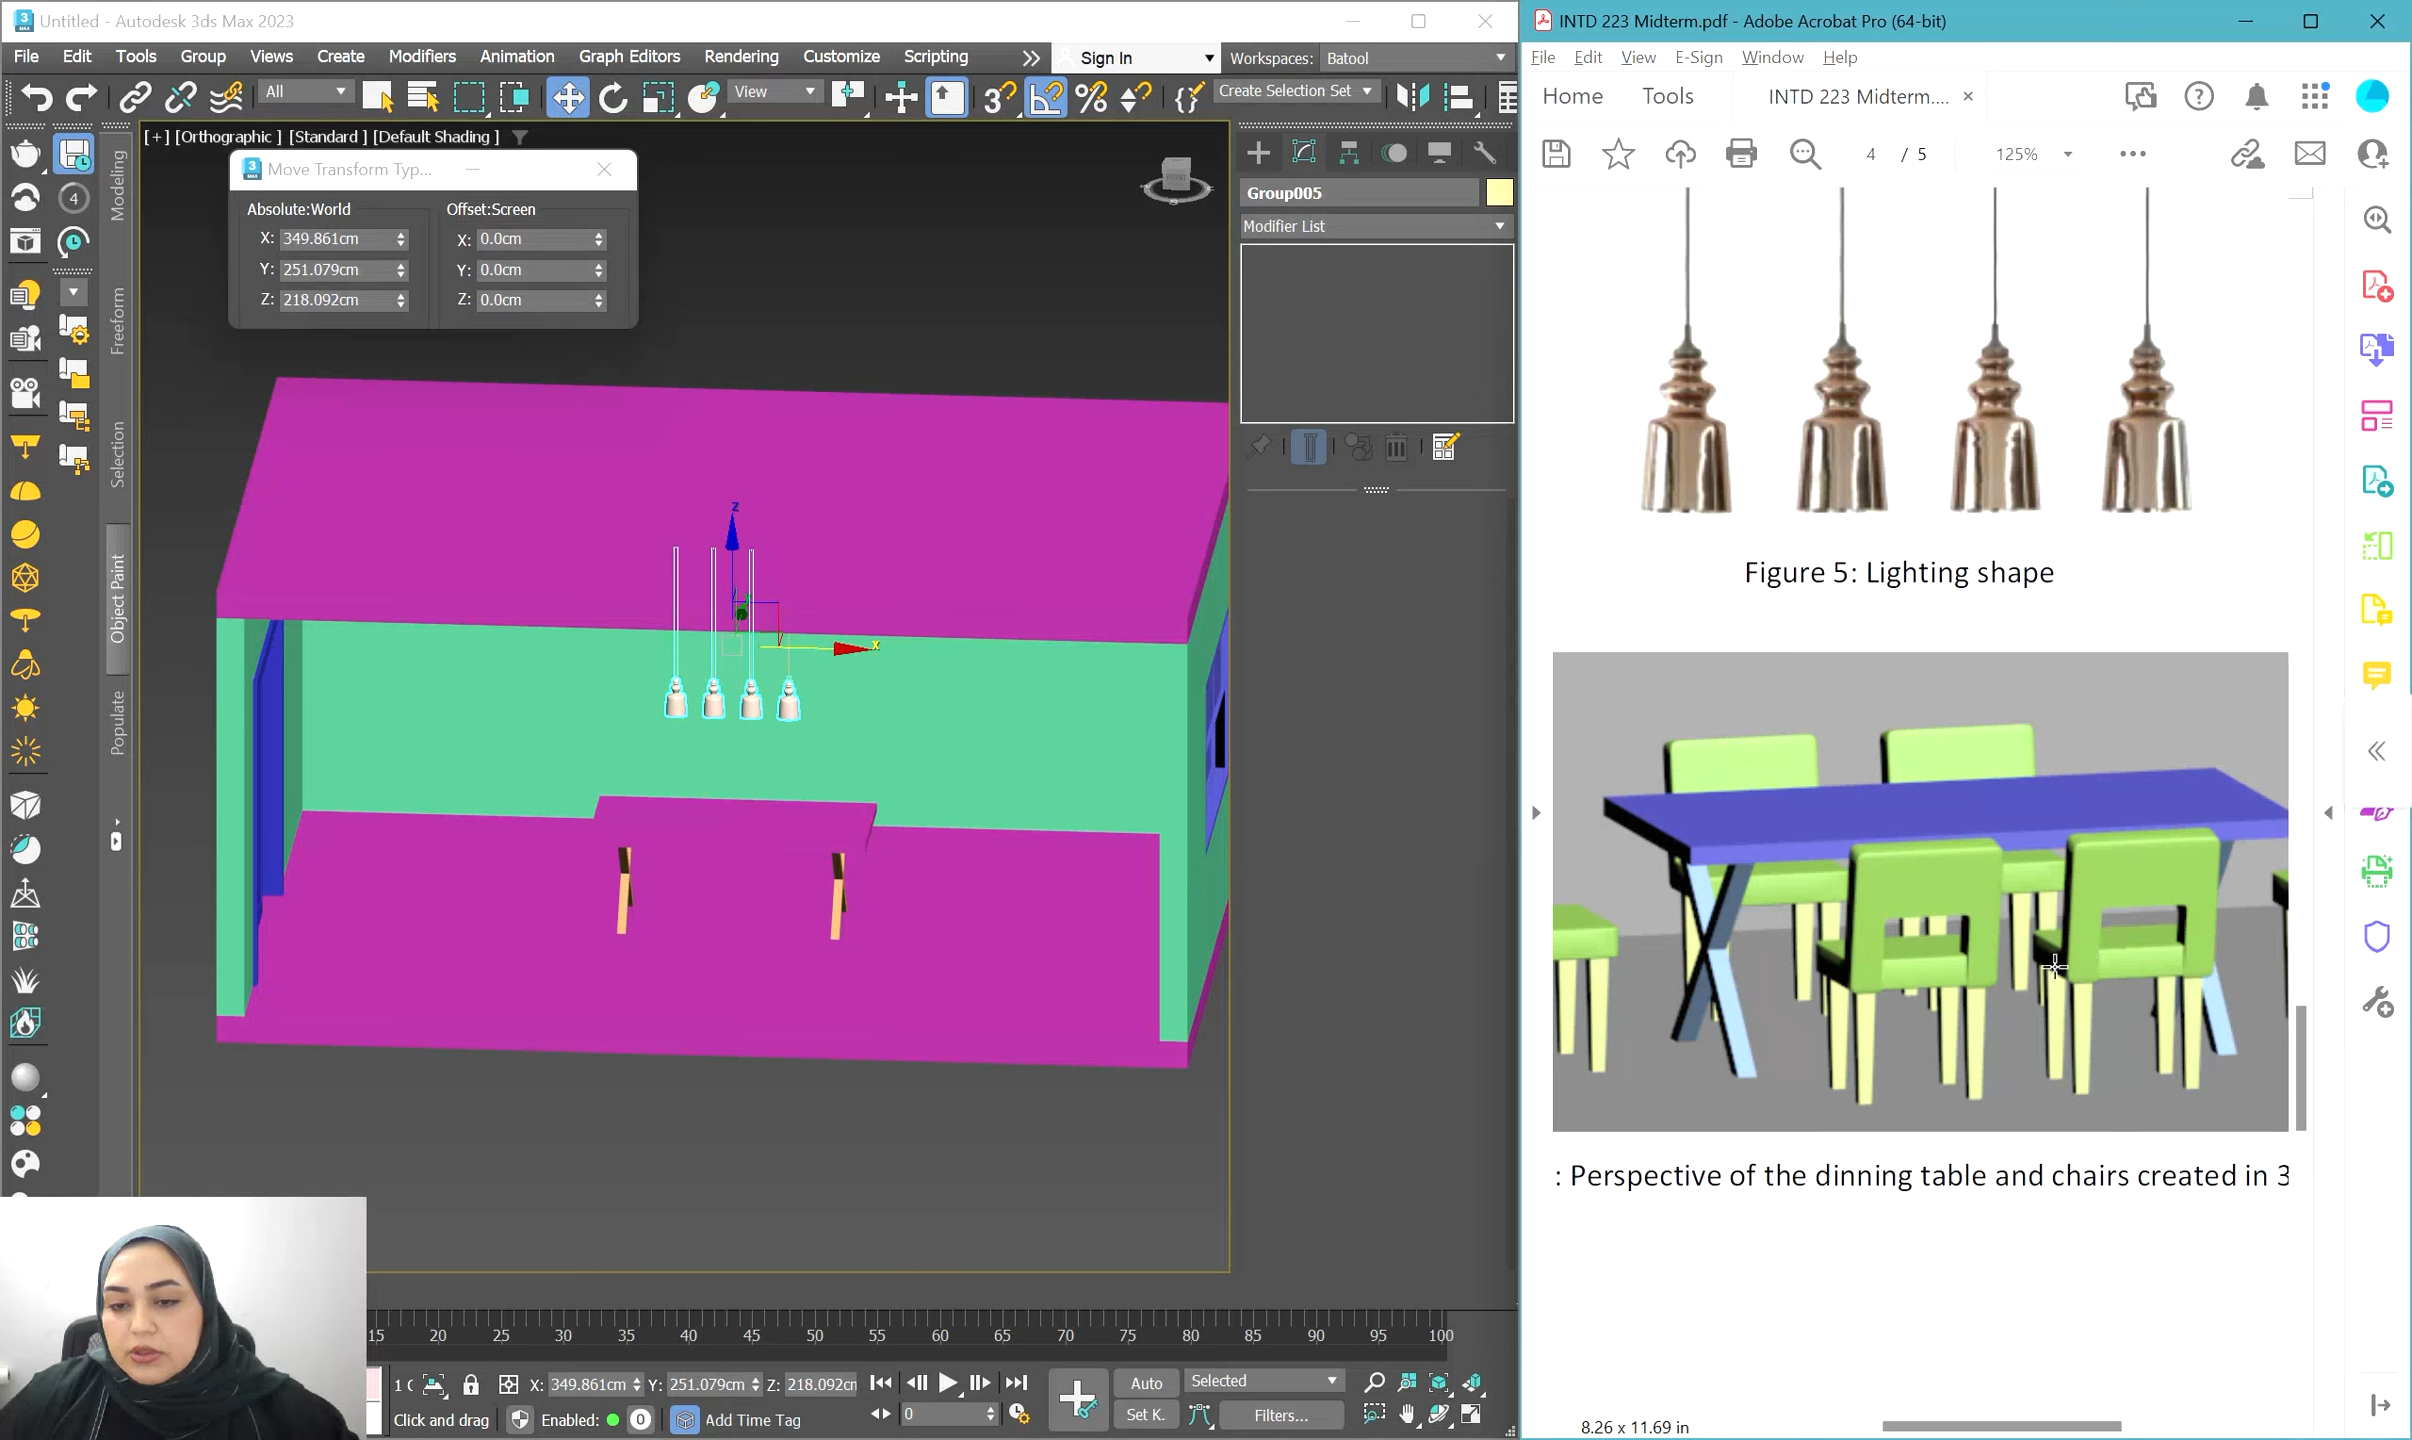 Untitled - Autodesk 3ds Max 2023
File Edit Tools Group Views Create Modifiers Animation Graph Editors Rendering Customize Scripting
Sign In
Workspaces: Batool
All
View
Create Selection Set
[ + ] [Orthographic ] [Standard ] [Default Shading ]
Move Transform Typ...
Absolute:World
X: 349.861cm
Y: 251.079cm
Z: 218.092cm
Offset:Screen
X: 0.0cm
Y: 0.0cm
Z: 0.0cm
4
Modeling
Freeform
Selection
Object Paint
Populate
z
x
Group005
Modifier List
15 20 25 30 35 40 45 50 55 60 65 70 75 80 85 90 95 100
X: 349.861cm Y: 251.079cm Z: 218.092cm
Auto
Selected
Click and drag
Enabled:
0
Add Time Tag
0
Set K.
Filters...
INTD 223 Midterm.pdf - Adobe Acrobat Pro (64-bit)
File Edit View E-Sign Window Help
Home Tools INTD 223 Midterm....
4 / 5
125%
Figure 5: Lighting shape
: Perspective of the dinning table and chairs created in 3
8.26 x 11.69 in